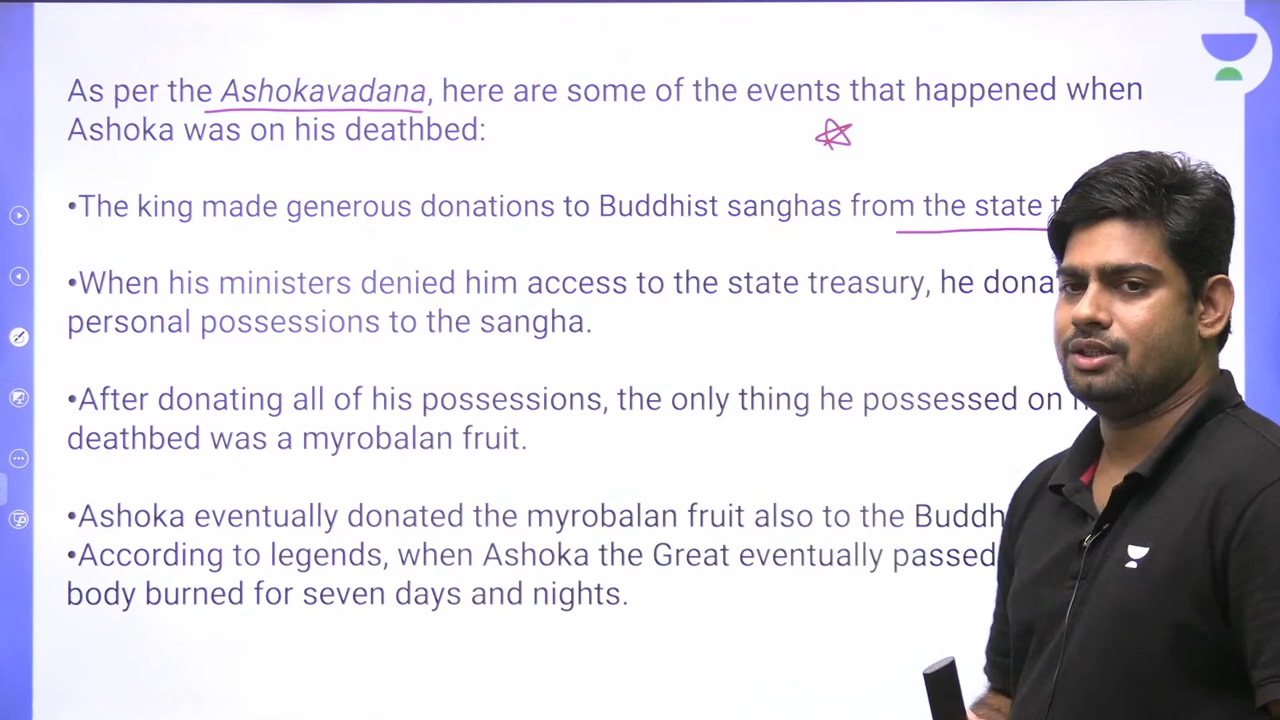 As per the Ashokavadana, here are some of the events that happened when
Ashoka was on his deathbed:
•The king made generous donations to Buddhist sanghas from the state
•When his ministers denied him access to the state treasury, he
personal possessions to the sangha.
•After donating all of his possessions, the only thing he possessed on
deathbed was a myrobalan fruit.
•Ashoka eventually donated the myrobalan fruit also to the
•According to legends, when Ashoka the Great eventually passed
body burned for seven days and nights.